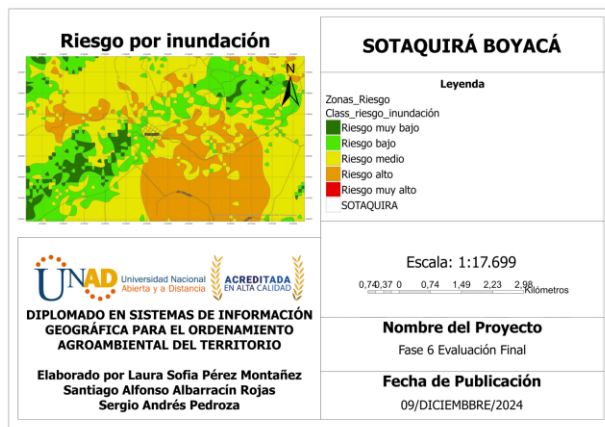 Riesgo por inundación
N
SOTAQUIRÁ BOYACÁ
Leyenda
Zonas_Riesgo
Class_riesgo_inundación
Riesgo muy bajo
Riesgo bajo
Riesgo medio
Riesgo alto
Riesgo muy alto
SOTAQUIRA
UNAD Universidad Nacional
Abierta y a Distancia
ACREDITADA
EN ALTA CALIDAD
DIPLOMADO EN SISTEMAS DE INFORMACIÓN
GEOGRÁFICA PARA EL ORDENAMIENTO
AGROAMBIENTAL DEL TERRITORIO
Elaborado por Laura Sofia Pérez Montañez
Santiago Alfonso Albarracín Rojas
Sergio Andrés Pedroza
Escala: 1:17.699
0,74 0,37 0 0,74 1,49 2,23 2,98
Kilómetros
Nombre del Proyecto
Fase 6 Evaluación Final
Fecha de Publicación
09/DICIEMBBRE/2024